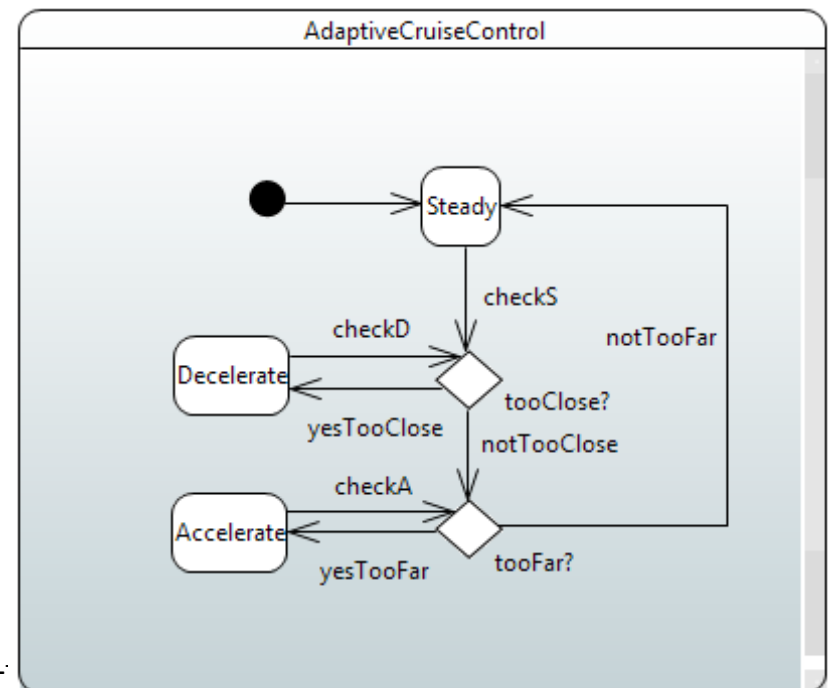 AdaptiveCruiseControl
Steady
checkS
checkD
notTooFar
Decelerate
tooClose?
yesTooClose
notTooClose
checkA
Accelerate
yesTooFar
tooFar?